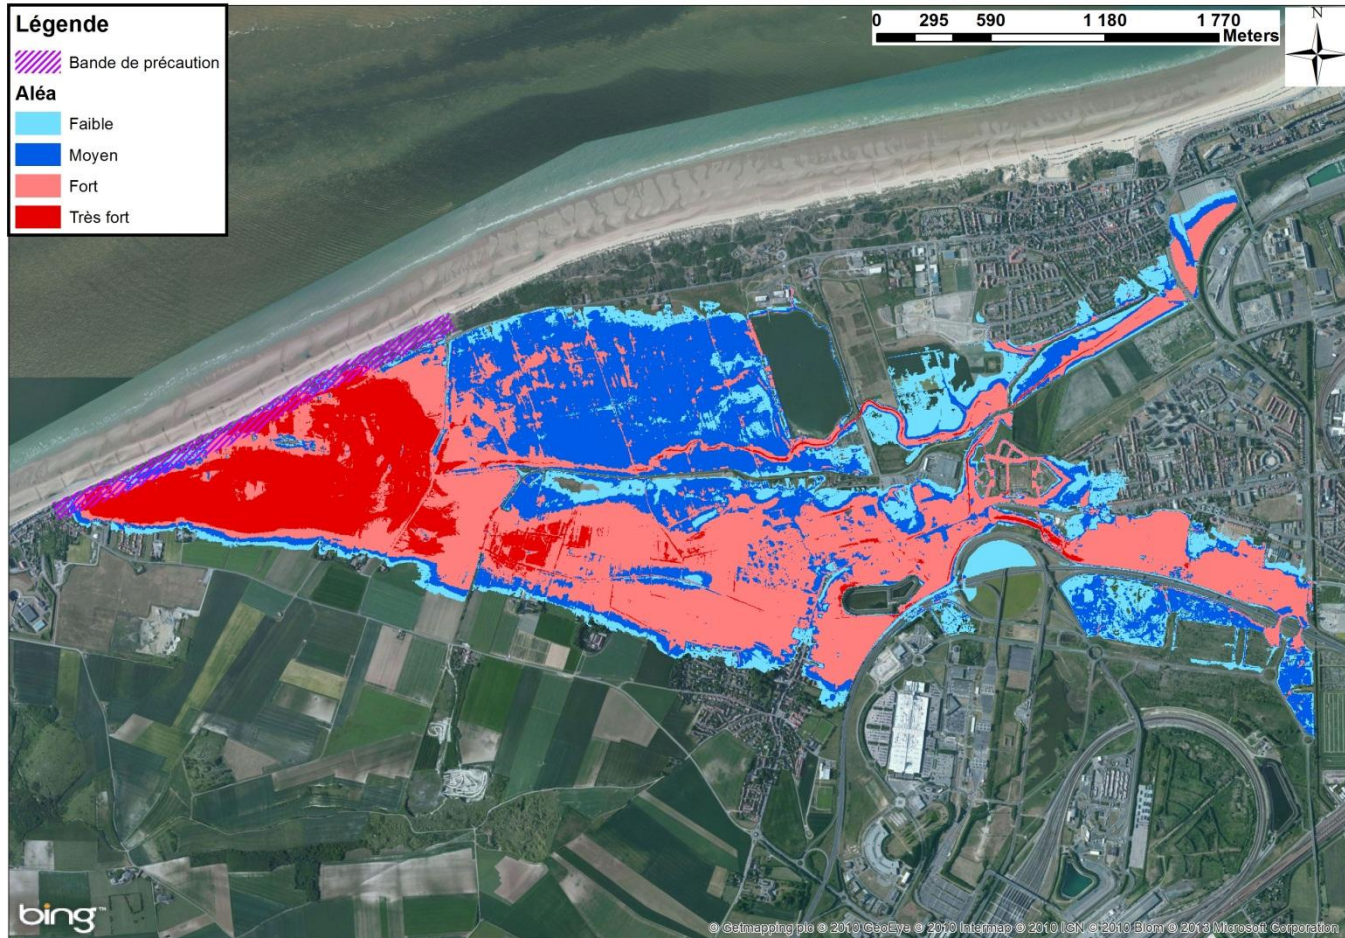 Légende
Bande de précaution
Aléa
Faible
Moyen
Fort
Très fort
0 295 590 1 180 1 770
Meters
N
bing™
© Getmapping plc © 2010 GeoEye © 2010 Intermap © 2010 IGN © 2010 Blom © 2013 Microsoft Corporation